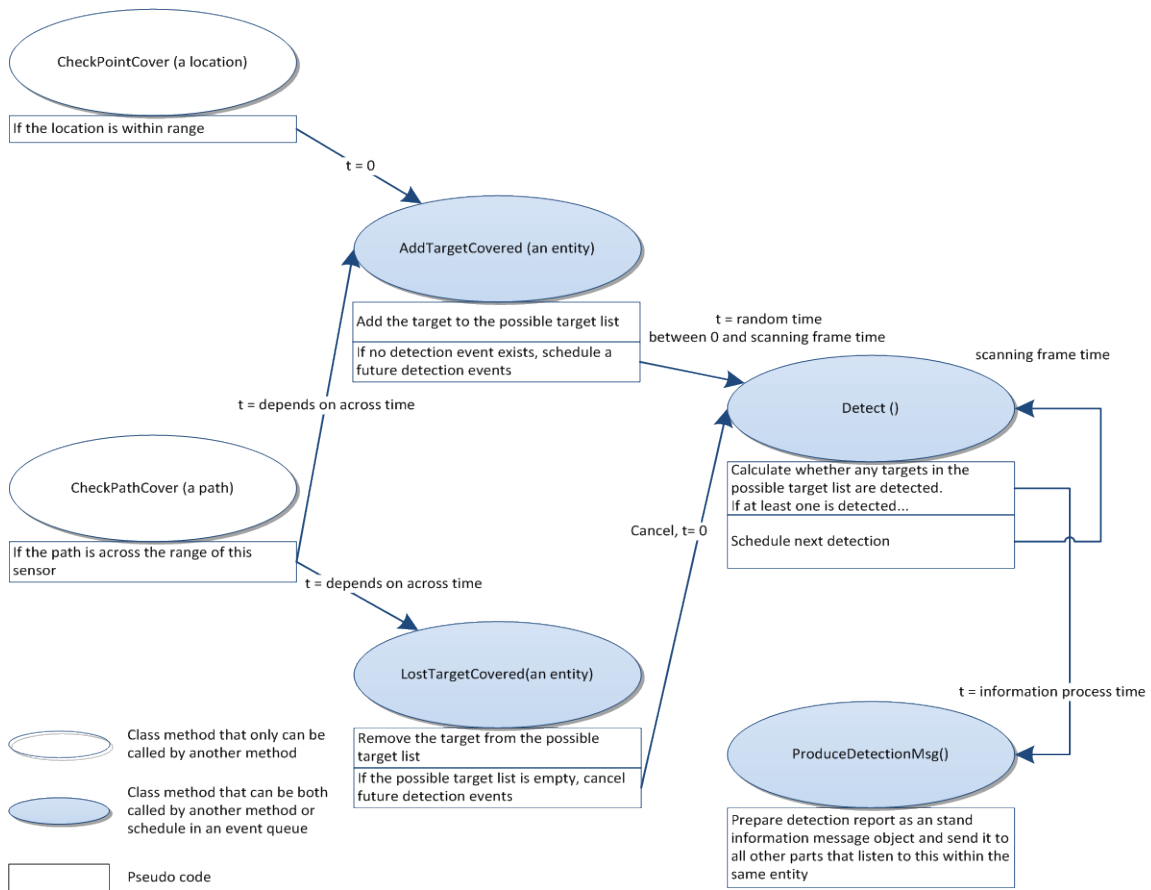 CheckPointCover (a location)
If the location is within range
t = 0
AddTargetCovered (an entity)
Add the target to the possible target list
If no detection event exists, schedule a
future detection events
t = random time
between 0 and scanning frame time
scanning frame time
Detect ()
Calculate whether any targets in the
possible target list are detected.
If at least one is detected...
Schedule next detection
t = depends on across time
CheckPathCover (a path)
If the path is across the range of this
sensor
t = depends on across time
Cancel, t= 0
LostTargetCovered(an entity)
Remove the target from the possible
target list
If the possible target list is empty, cancel
future detection events
t = information process time
ProduceDetectionMsg()
Prepare detection report as an stand
information message object and send it to
all other parts that listen to this within the
same entity
Class method that only can be
called by another method
Class method that can be both
called by another method or
schedule in an event queue
Pseudo code